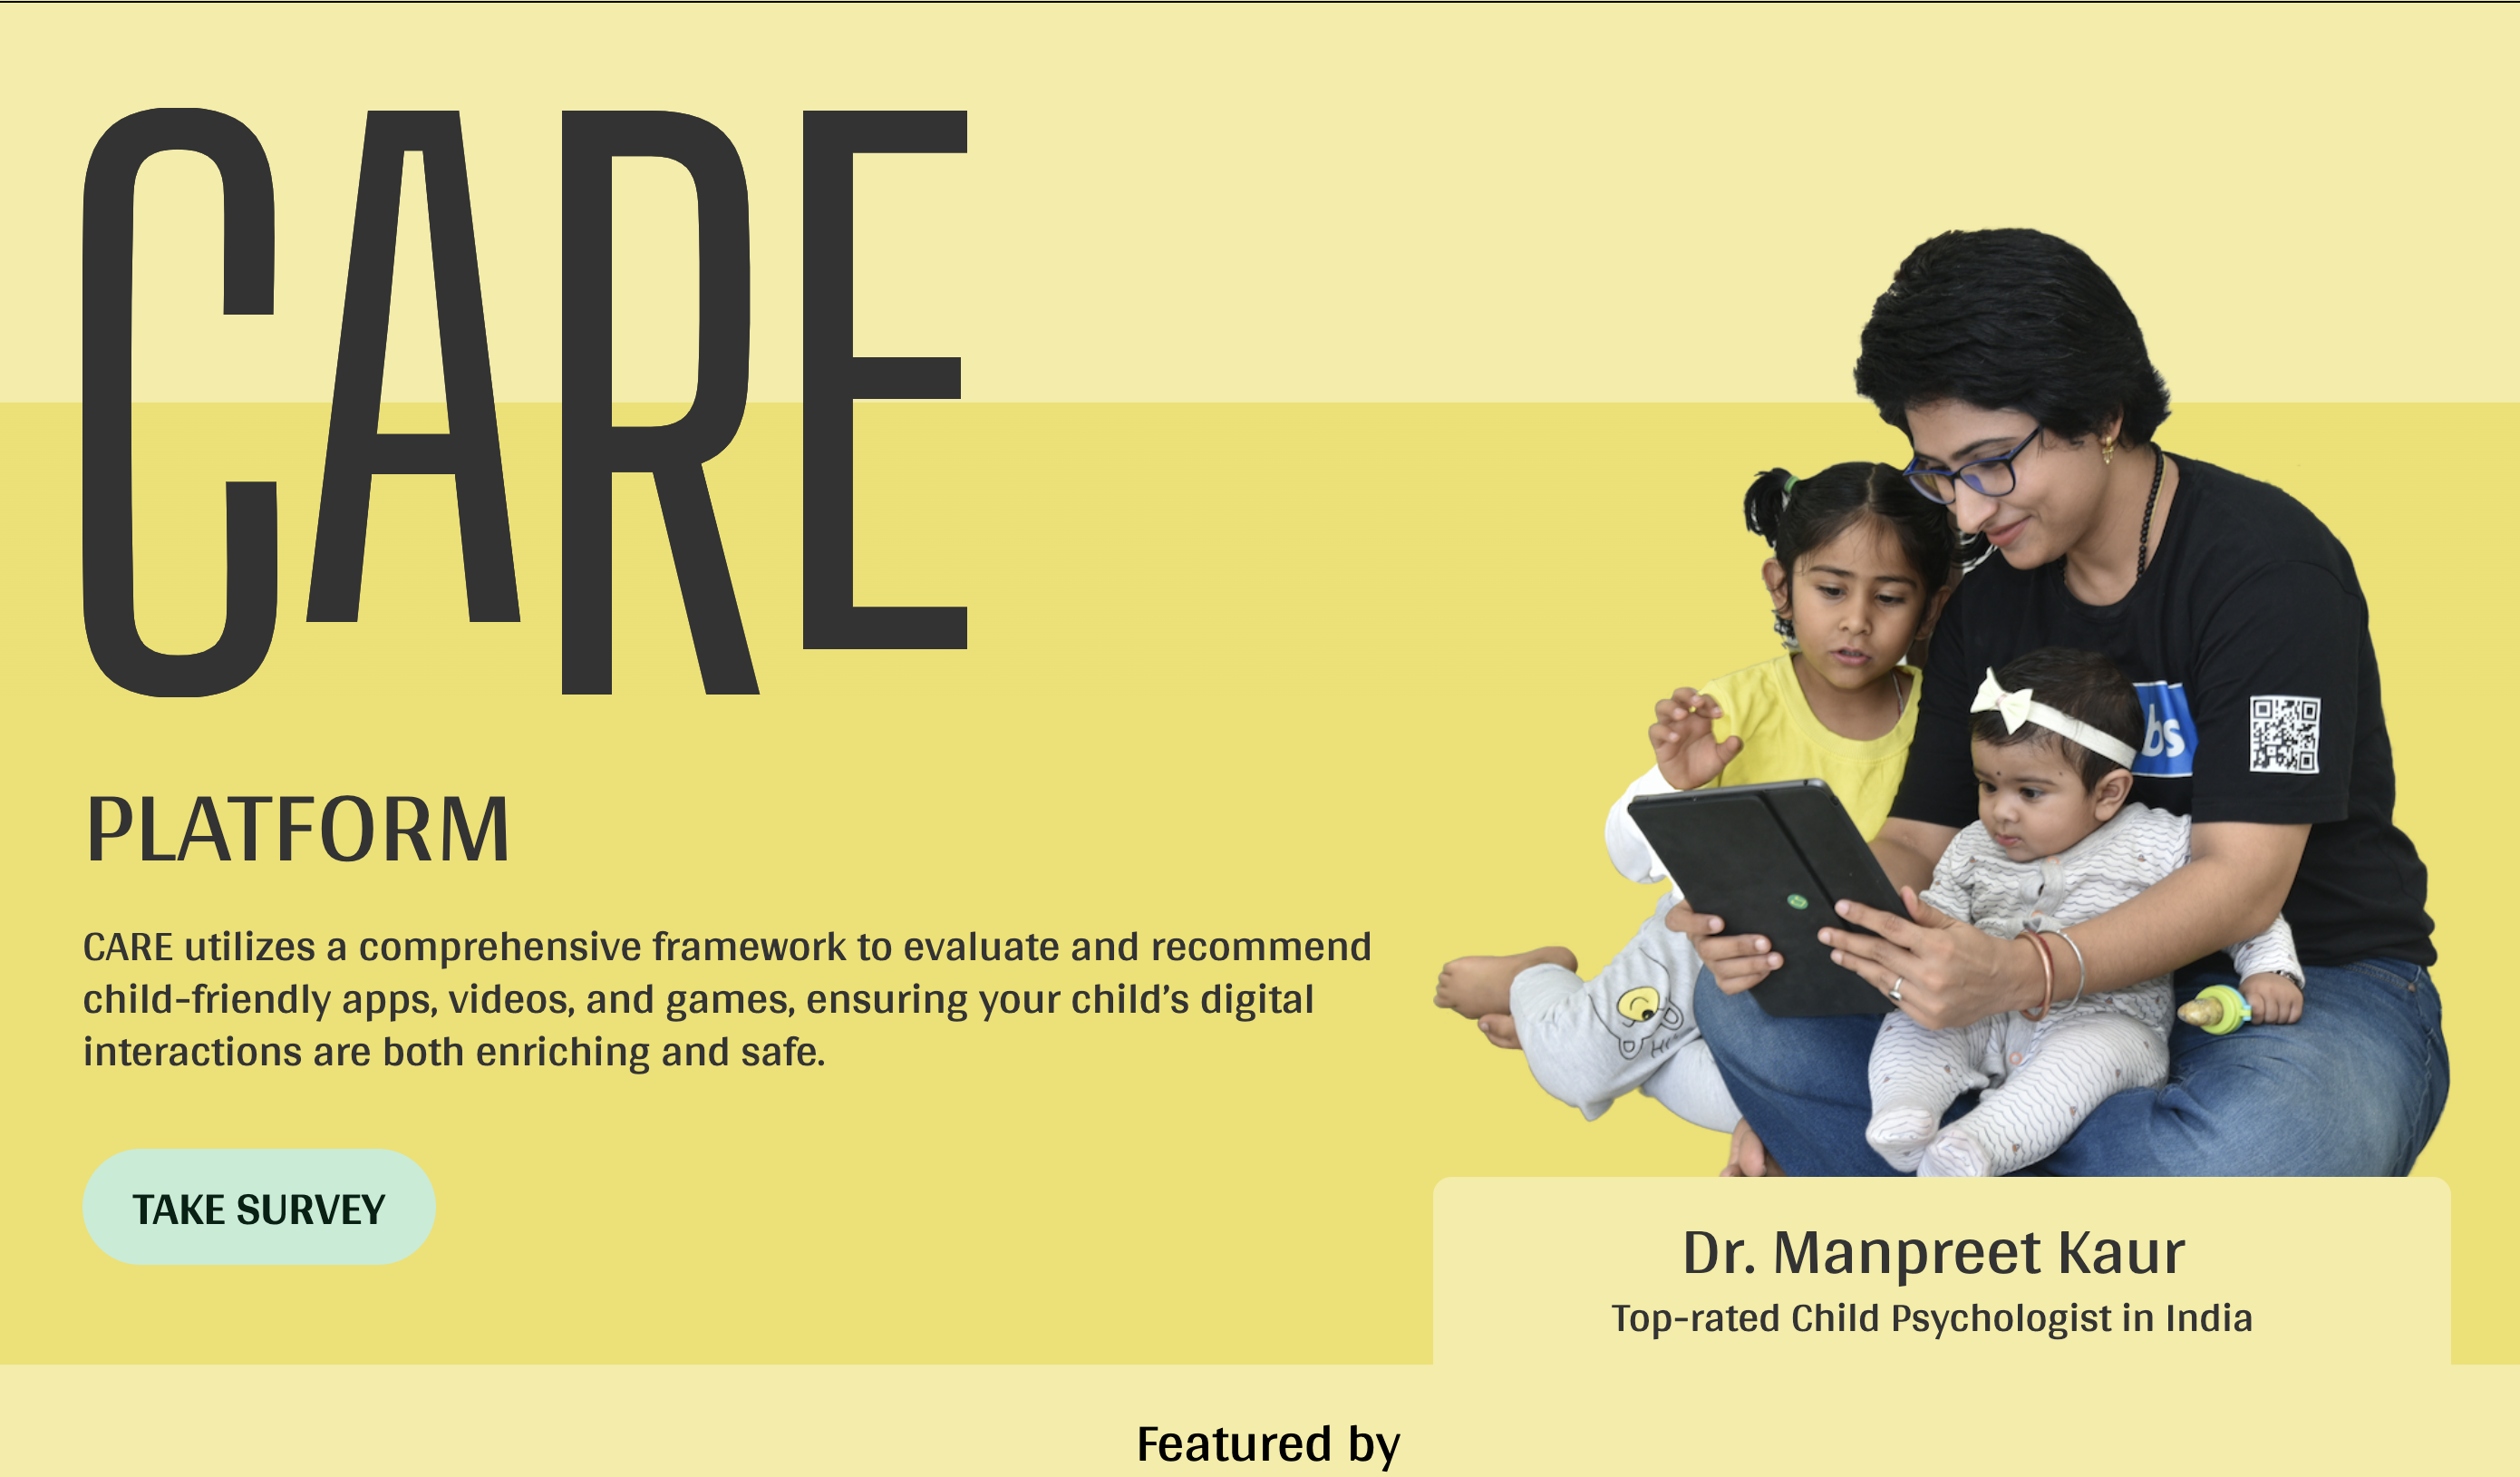 CARE
PLATFORM
CARE utilizes a comprehensive framework to evaluate and recommend
child-friendly apps, videos, and games, ensuring your child’s digital
interactions are both enriching and safe.
TAKE SURVEY
bs
Dr. Manpreet Kaur
Top-rated Child Psychologist in India
Featured by